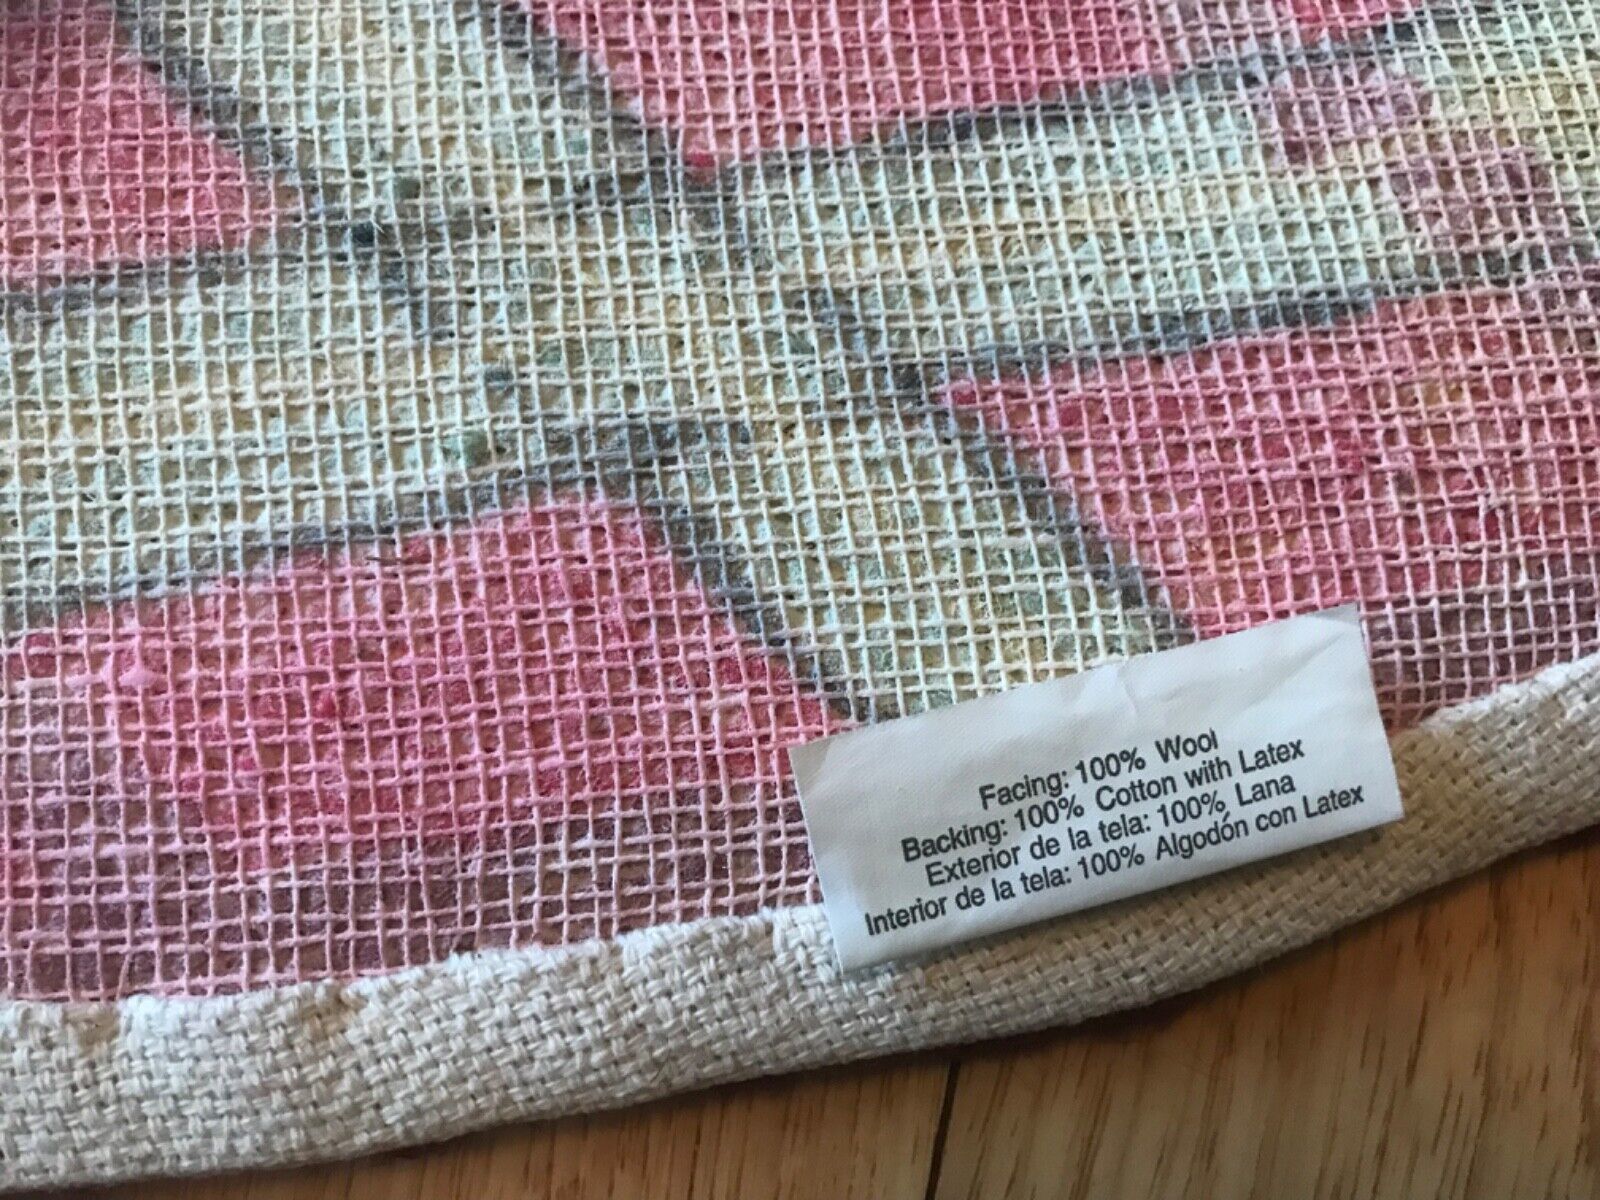 Facing: 100% Wool
Backing: 100% Cotton with Latex
Exterior de la tela: 100% Lana
Interior de la tela: 100% Algodón con Latex